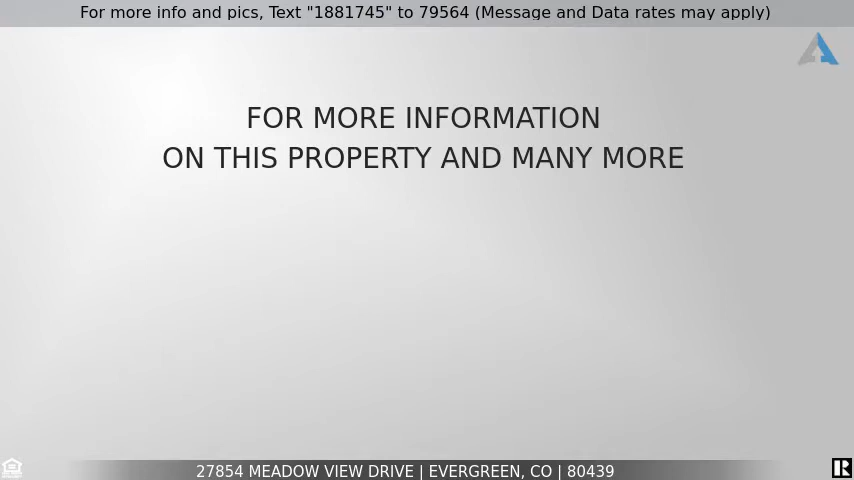 For more info and pics, Text "1881745" to 79564 (Message and Data rates may apply)
FOR MORE INFORMATION
ON THIS PROPERTY AND MANY MORE
27854 MEADOW VIEW DRIVE | EVERGREEN, CO | 80439